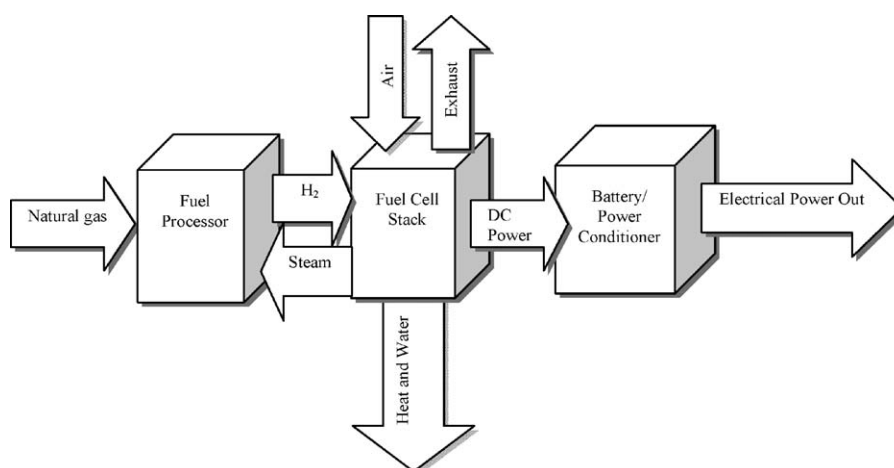 Air
Exhaust
Natural gas
Fuel
Processor
H₂
Steam
Fuel Cell
Stack
DC
Power
Battery/
Power
Conditioner
Electrical Power Out
Heat and Water